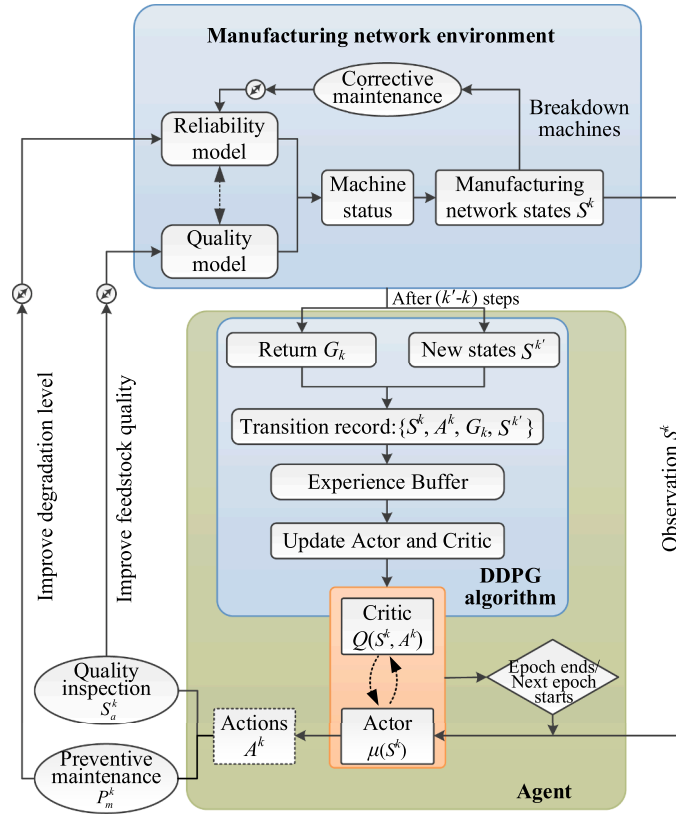 Manufacturing network environment
Corrective
maintenance
Breakdown
machines
Reliability
model
Machine
status
Manufacturing
network states S^k
Quality
model
After (k'-k) steps
Return G_k
New states S^{k'}
Transition record:{S^k, A^k, G_k, S^{k'}}
Experience Buffer
Update Actor and Critic
DDPG
algorithm
Critic
Q(S^k, A^k)
Epoch ends/
Next epoch
starts
Actor
μ(S^k)
Actions
A^k
Quality
inspection
S_a^k
Preventive
maintenance
P_m^k
Agent
Improve degradation level
Improve feedstock quality
Observation S^k